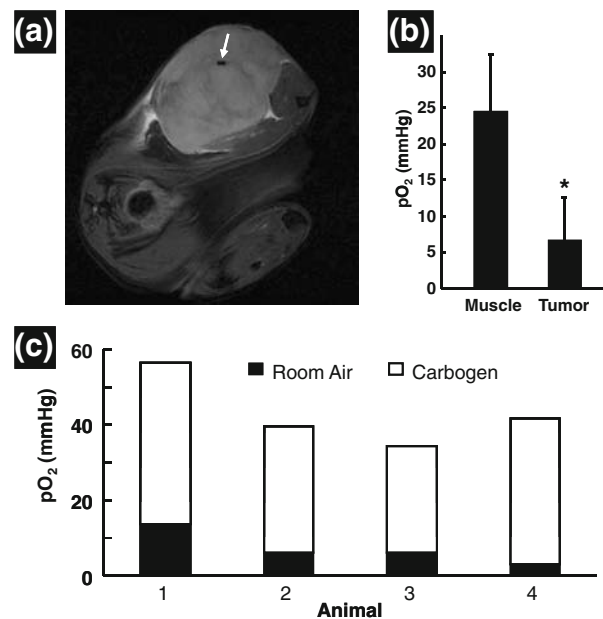 (a)
(b)
30
25
20
15
10
5
0
pO₂ (mmHg)
*
Muscle Tumor
(c)
60
40
20
0
pO₂ (mmHg)
Room Air Carbogen
1 2 3 4
Animal